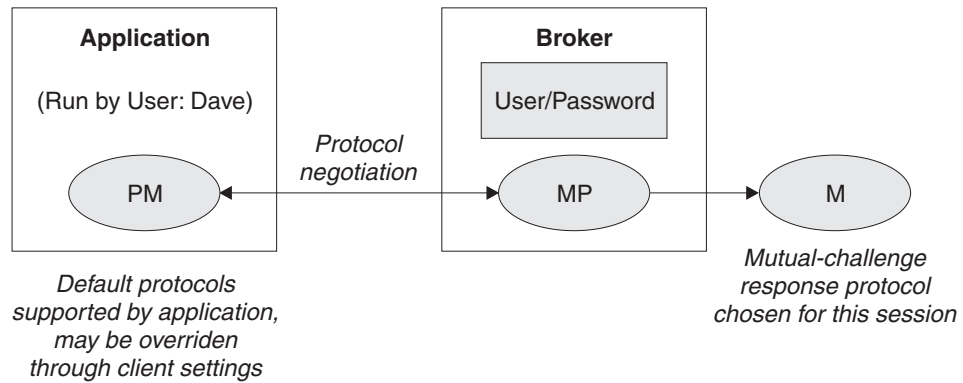 Application
(Run by User: Dave)
PM
Default protocols
supported by application,
may be overriden
through client settings
Protocol
negotiation
Broker
User/Password
MP
M
Mutual-challenge
response protocol
chosen for this session